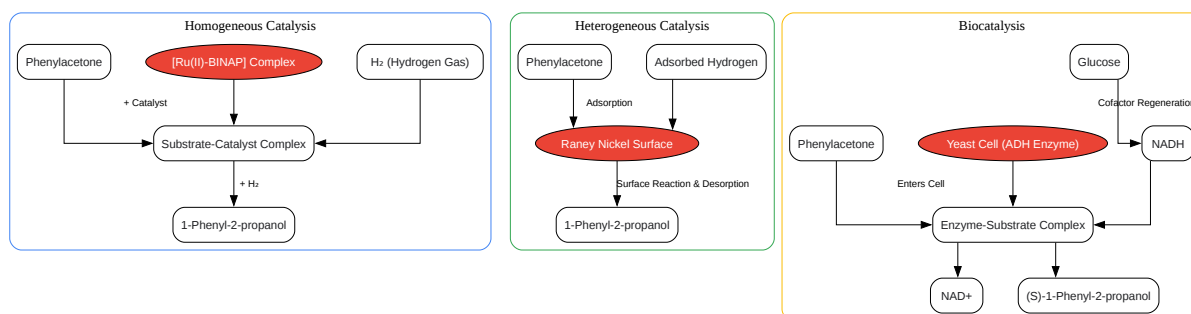 Homogeneous Catalysis
Phenylacetone
[Ru(II)-BINAP] Complex
H₂ (Hydrogen Gas)
+ Catalyst
Substrate-Catalyst Complex
+ H₂
1-Phenyl-2-propanol
Heterogeneous Catalysis
Phenylacetone
Adsorbed Hydrogen
Adsorption
Raney Nickel Surface
Surface Reaction & Desorption
1-Phenyl-2-propanol
Biocatalysis
Glucose
Cofactor Regeneration
Phenylacetone
Yeast Cell (ADH Enzyme)
NADH
Enters Cell
Enzyme-Substrate Complex
NAD+
(S)-1-Phenyl-2-propanol